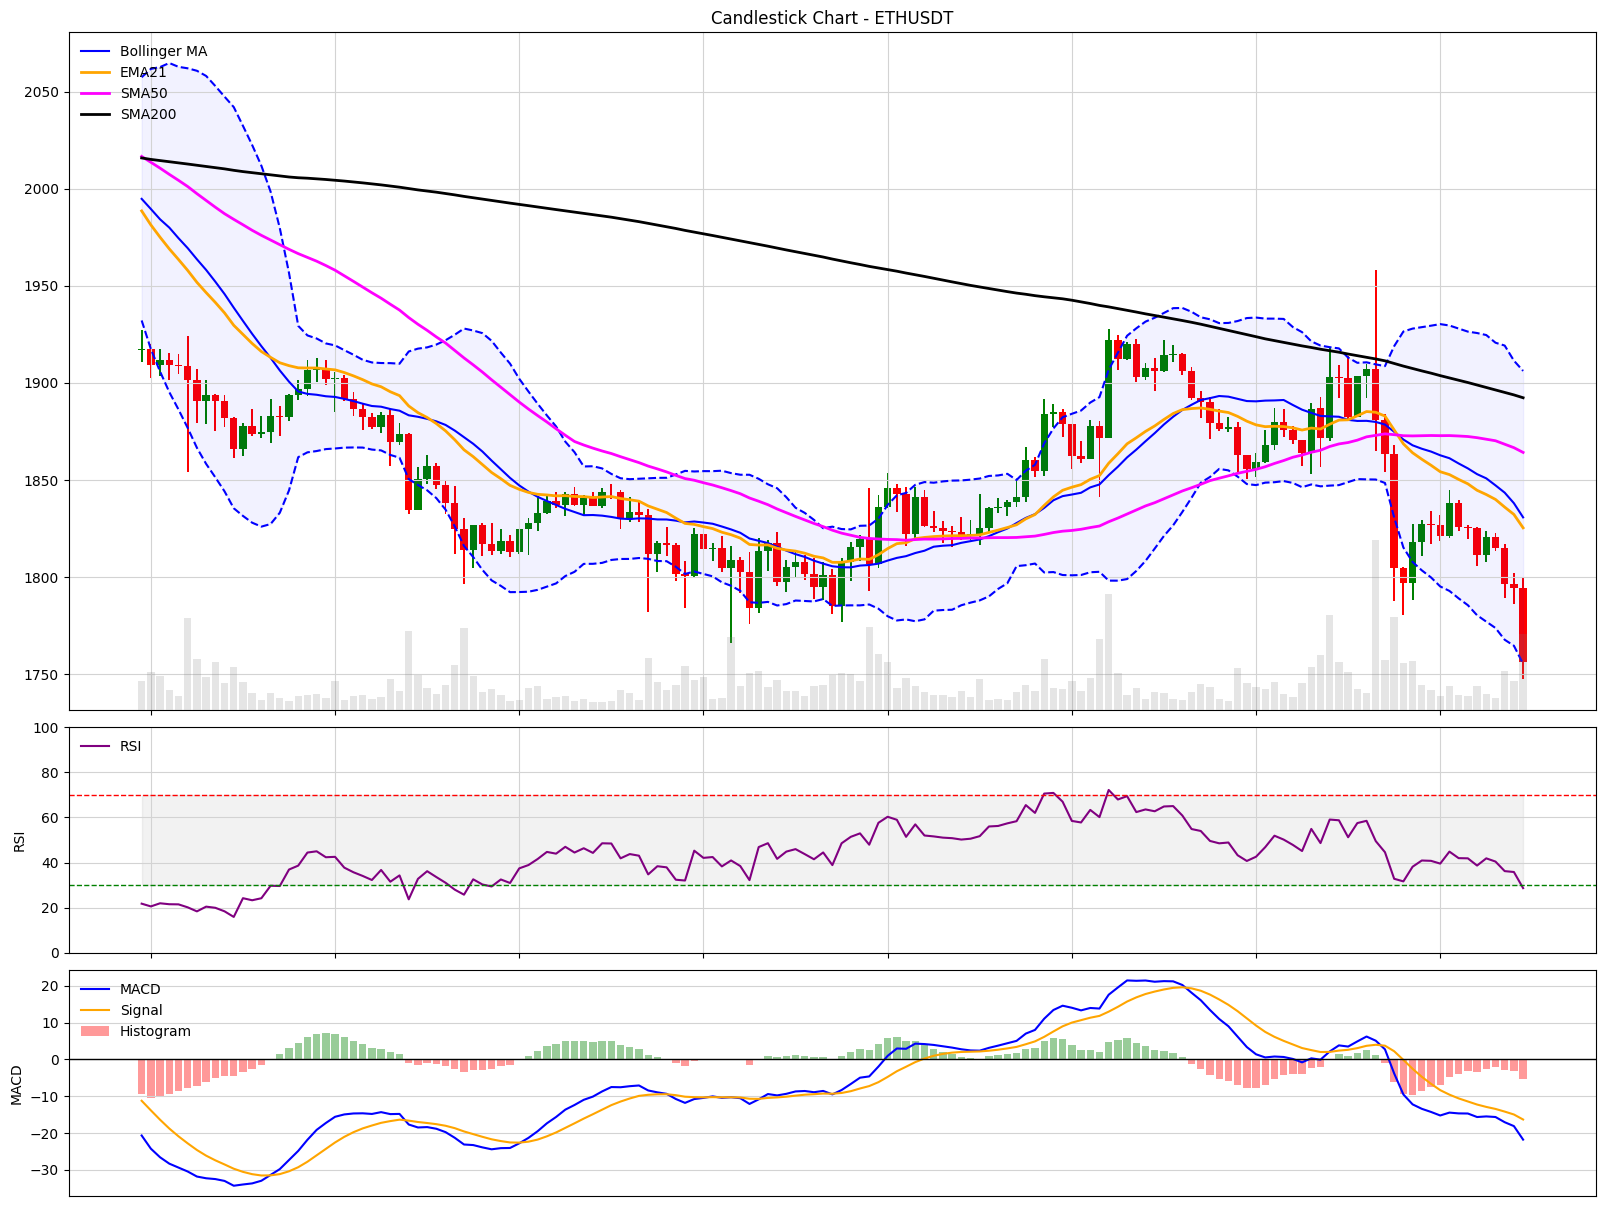 Candlestick Chart - ETHUSDT
Bollinger MA
EMA21
SMA50
SMA200
2050
2000
1950
1900
1850
1800
1750
RSI
100
80
60
40
20
0
RSI
MACD
Signal
Histogram
20
10
0
−10
−20
−30
MACD